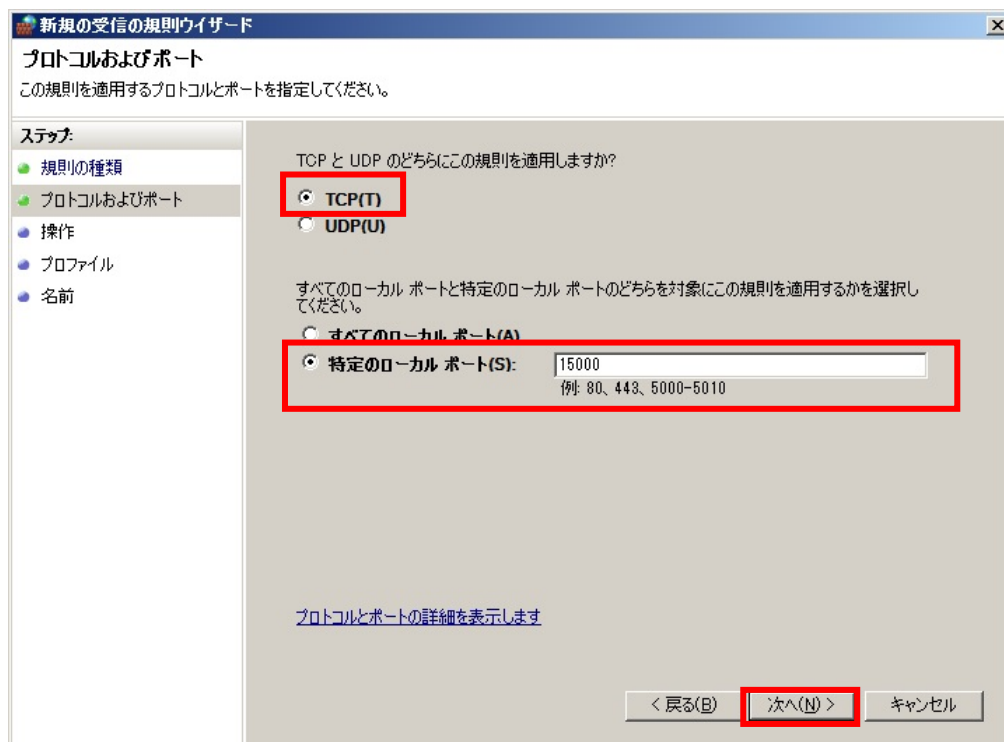 新規の受信の規則ウィザード
プロトコルおよびポート
この規則を適用するプロトコルとポートを指定してください。
ステップ:
規則の種類
プロトコルおよびポート
操作
プロファイル
名前
TCP と UDP のどちらにこの規則を適用しますか?
TCP(T)
UDP(U)
すべてのローカル ポートと特定のローカル ポートのどちらを対象にこの規則を適用するかを選択し
てください。
すべてのローカル ポート(A)
特定のローカル ポート(S): 15000
例: 80、443、5000-5010
プロトコルとポートの詳細を表示します
< 戻る(B) 次へ(N) > キャンセル